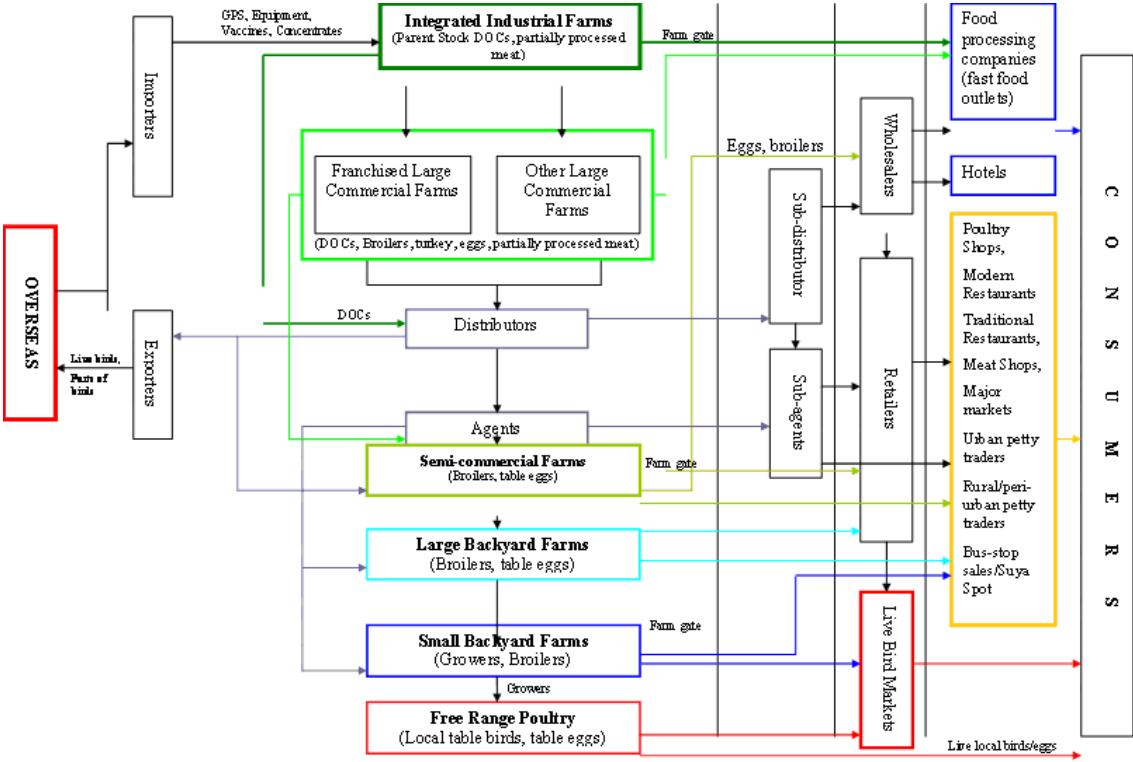 GPS, Equipment,
Vaccines, Concentrates
Integrated Industrial Farms
(Parent Stock DOCs, partially processed
meat)
Farm gate
Food
processing
companies
(fast food
outlets)
Importers
Franchised Large
Commercial Farms
Other Large
Commercial
Farms
(DOCs, Broilers, turkey, eggs, partially processed meat)
Eggs, broilers
Wholesalers
Hotels
Sub-distributor
OVERSEAS
Exporters
Live birds,
Parts of
birds
DOCs
Distributors
Sub-agents
Retailers
Poultry
Shops,
Modern
Restaurants
Traditional
Restaurants,
Meat Shops,
Major
markets
Urban petty
traders
Rural/peri-
urban petty
traders
Bus-stop
sales/Suya
Spot
CONSUMERS
Agents
Semi-commercial Farms
(Broilers, table eggs)
Farm gate
Large Backyard Farms
(Broilers, table eggs)
Small Backyard Farms
(Growers, Broilers)
Farm gate
Live Bird Markets
Growers
Free Range Poultry
(Local table birds, table eggs)
Live local birds/eggs